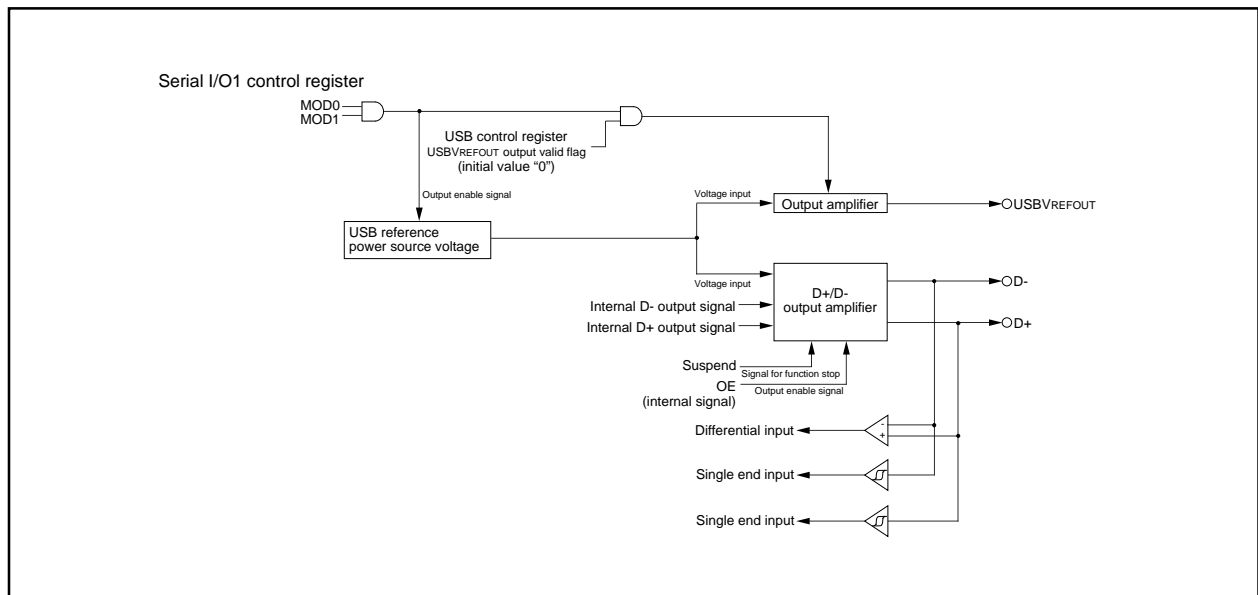 Serial I/O1 control register
MOD0
MOD1
USB control register
USBVREFOUT output valid flag
(initial value “0”)
Output enable signal
Voltage input
Output amplifier
USBVREFOUT
USB reference
power source voltage
Voltage input
D+/D-
output amplifier
D-
Internal D- output signal
Internal D+ output signal
D+
Suspend
Signal for function stop
OE
Output enable signal
(internal signal)
Differential input
-
+
Single end input
Single end input